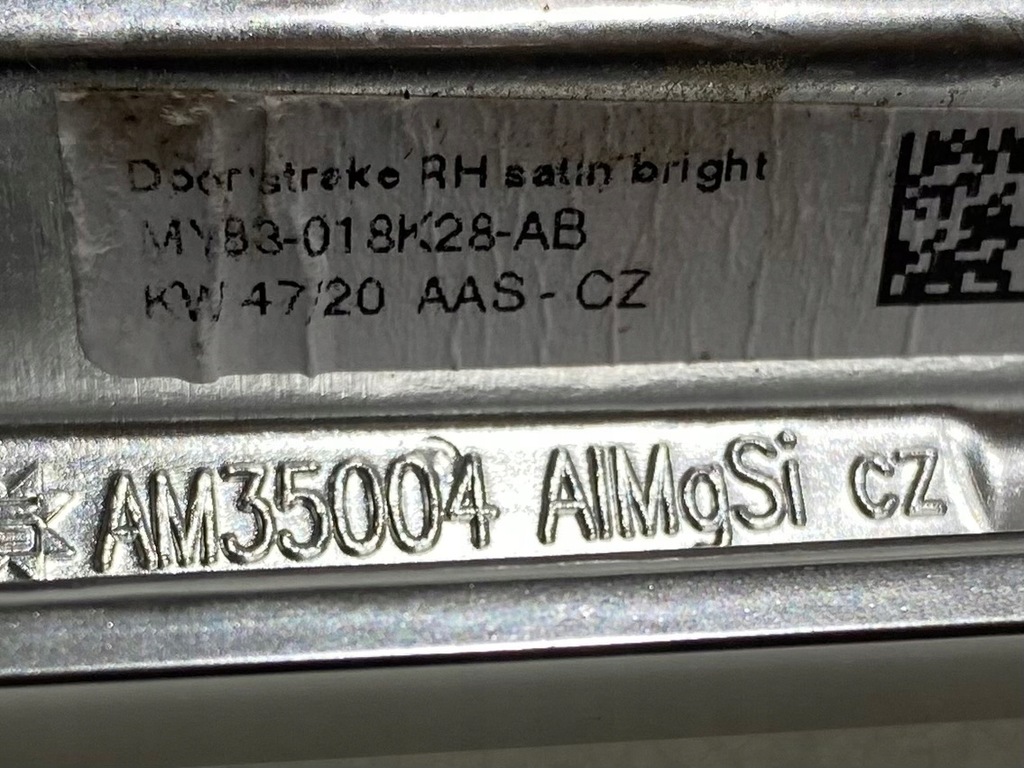 Door strake RH satin bright
MY83-018K28-AB
KW 47/20 AAS - CZ
AM35004 AlMgSi CZ